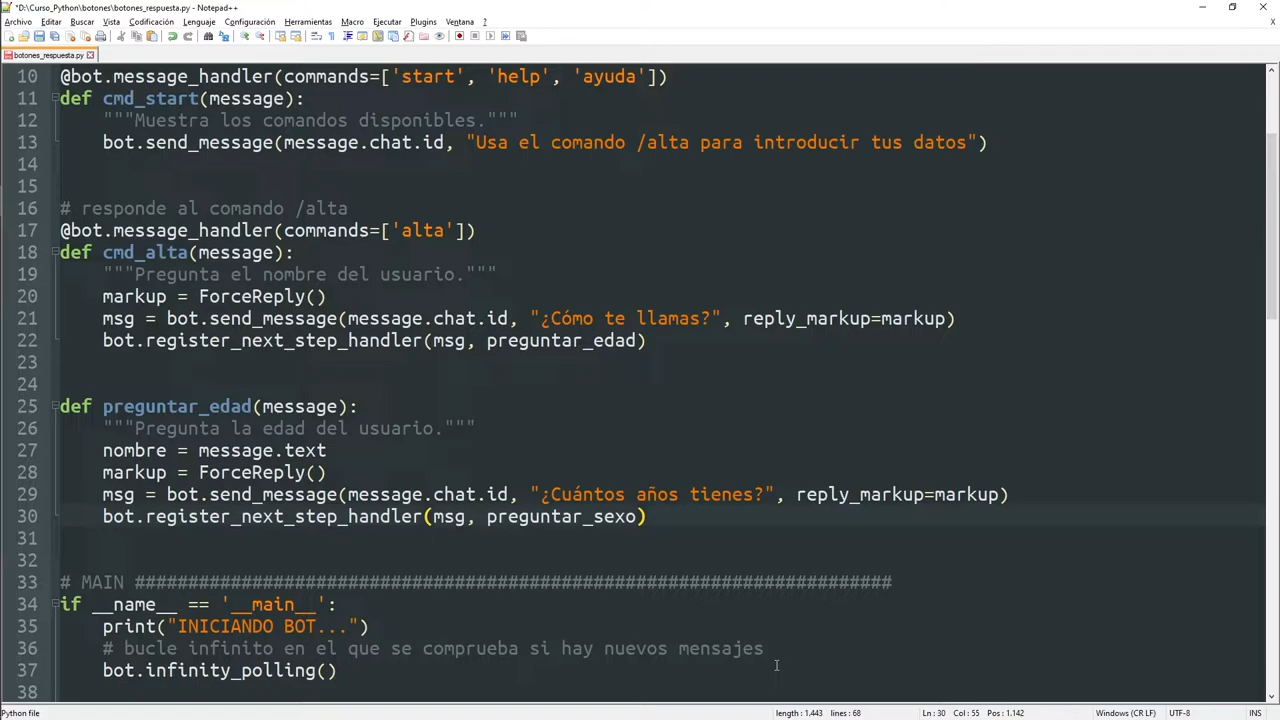 *D:\Curso_Python\botones\botones_respuesta.py - Notepad++
Archivo Editar Buscar Vista Codificación Lenguaje Configuración Herramientas Macro Ejecutar Plugins Ventana ?
botones_respuesta.py
10 @bot.message_handler(commands=['start', 'help', 'ayuda'])
11 def cmd_start(message):
12 """Muestra los comandos disponibles."""
13 bot.send_message(message.chat.id, "Usa el comando /alta para introducir tus datos")
14
15
16 # responde al comando /alta
17 @bot.message_handler(commands=['alta'])
18 def cmd_alta(message):
19 """Pregunta el nombre del usuario."""
20 markup = ForceReply()
21 msg = bot.send_message(message.chat.id, "¿Cómo te llamas?", reply_markup=markup)
22 bot.register_next_step_handler(msg, preguntar_edad)
23
24
25 def preguntar_edad(message):
26 """Pregunta la edad del usuario."""
27 nombre = message.text
28 markup = ForceReply()
29 msg = bot.send_message(message.chat.id, "¿Cuántos años tienes?", reply_markup=markup)
30 bot.register_next_step_handler(msg, preguntar_sexo)
31
32
33 # MAIN #######################################################################
34 if __name__ == '__main__':
35 print("INICIANDO BOT...")
36 # bucle infinito en el que se comprueba si hay nuevos mensajes
37 bot.infinity_polling()
38
Python file length : 1.443 lines : 68 Ln : 30 Col : 55 Pos : 1.142 Windows (CR LF) UTF-8 INS